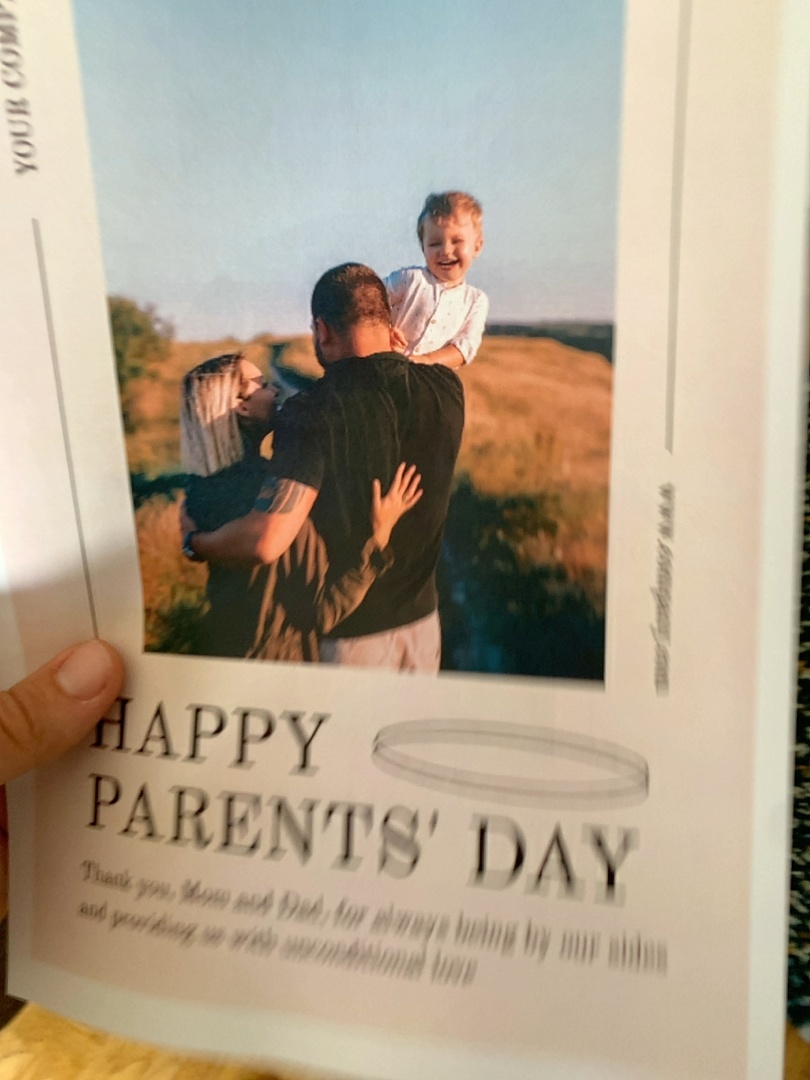 YOUR
HAPPY
PARENTS' DAY
Thank you, Mom and Dad, for always being by our sides
and providing us with unconditional love